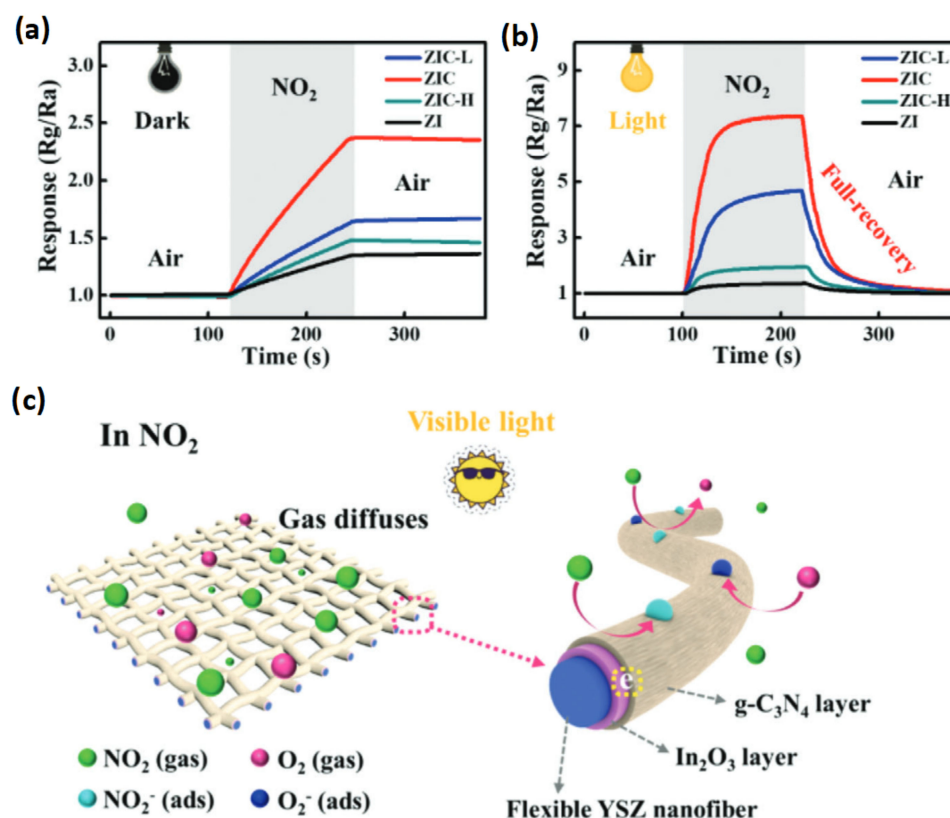 (a)
3.0
2.5
2.0
1.5
1.0
Response (Rg/Ra)
Dark
NO₂
ZIC-L
ZIC
ZIC-H
ZI
Air
Air
0
100
200
300
Time (s)
(b)
9
7
5
3
1
Response (Rg/Ra)
Light
NO₂
ZIC-L
ZIC
ZIC-H
ZI
Air
Air
Full-recovery
0
100
200
300
Time (s)
(c)
In NO₂
Visible light
Gas diffuses
e
g-C₃N₄ layer
In₂O₃ layer
Flexible YSZ nanofiber
NO₂ (gas)
O₂ (gas)
NO₂⁻ (ads)
O₂⁻ (ads)